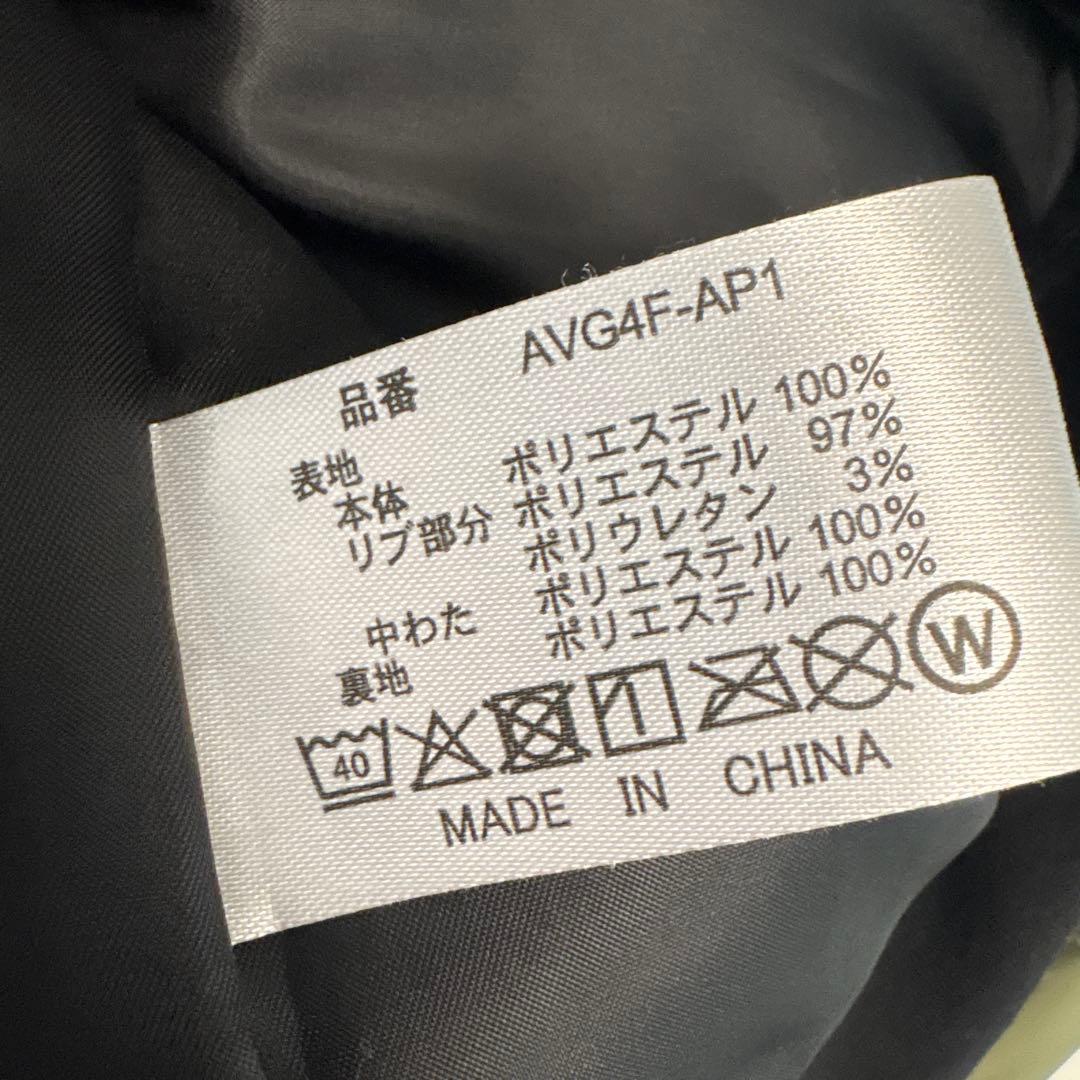 品番 AVG4F-AP1
表地
本体 ポリエステル 100%
リブ部分 ポリエステル 97%
ポリウレタン 3%
中わた ポリエステル 100%
裏地 ポリエステル 100%
40 W
MADE IN CHINA